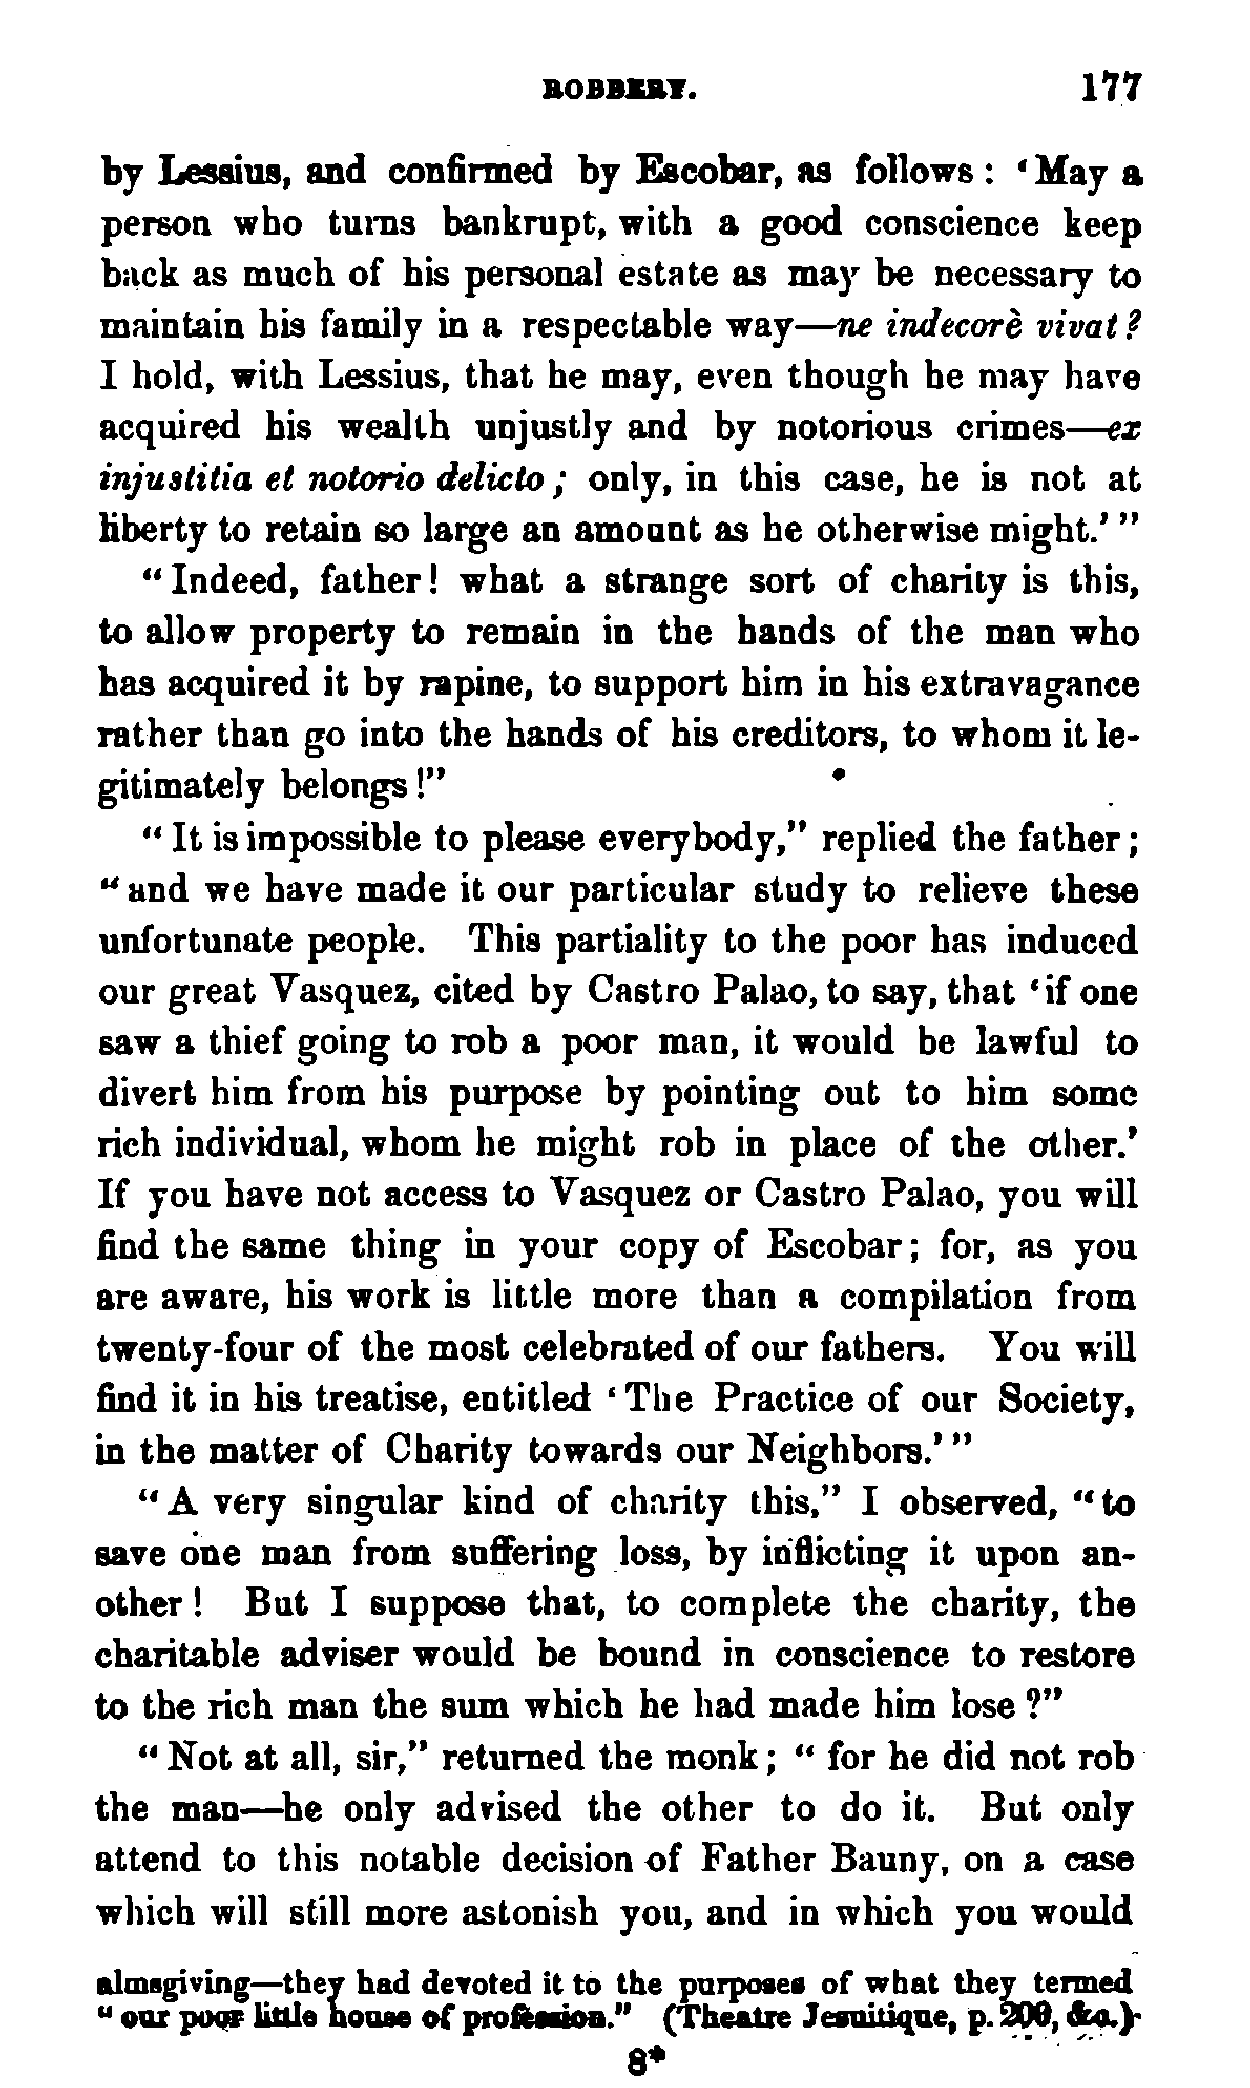 ROBBERY. 177
by Lessius, and confirmed by Escobar, as follows: 'May a
person who turns bankrupt, with a good conscience keep
back as much of his personal estate as may be necessary to
maintain his family in a respectable way—ne indecorè vivat?
I hold, with Lessius, that he may, even though he may have
acquired his wealth unjustly and by notorious crimes—ex
injustitia et notorio delicto; only, in this case, he is not at
liberty to retain so large an amount as he otherwise might.'"
"Indeed, father! what a strange sort of charity is this,
to allow property to remain in the hands of the man who
has acquired it by rapine, to support him in his extravagance
rather than go into the hands of his creditors, to whom it le-
gitimately belongs!"
"It is impossible to please everybody," replied the father;
"and we have made it our particular study to relieve these
unfortunate people. This partiality to the poor has induced
our great Vasquez, cited by Castro Palao, to say, that 'if one
saw a thief going to rob a poor man, it would be lawful to
divert him from his purpose by pointing out to him some
rich individual, whom he might rob in place of the other.'
If you have not access to Vasquez or Castro Palao, you will
find the same thing in your copy of Escobar; for, as you
are aware, his work is little more than a compilation from
twenty-four of the most celebrated of our fathers. You will
find it in his treatise, entitled 'The Practice of our Society,
in the matter of Charity towards our Neighbors.'"
"A very singular kind of charity this," I observed, "to
save one man from suffering loss, by inflicting it upon an-
other! But I suppose that, to complete the charity, the
charitable adviser would be bound in conscience to restore
to the rich man the sum which he had made him lose?"
"Not at all, sir," returned the monk; "for he did not rob
the man—he only advised the other to do it. But only
attend to this notable decision of Father Bauny, on a case
which will still more astonish you, and in which you would
almsgiving—they had devoted it to the purposes of what they termed
"our poor little house of profession." (Theatre Jesuitique, p. 200, &c.)
8*